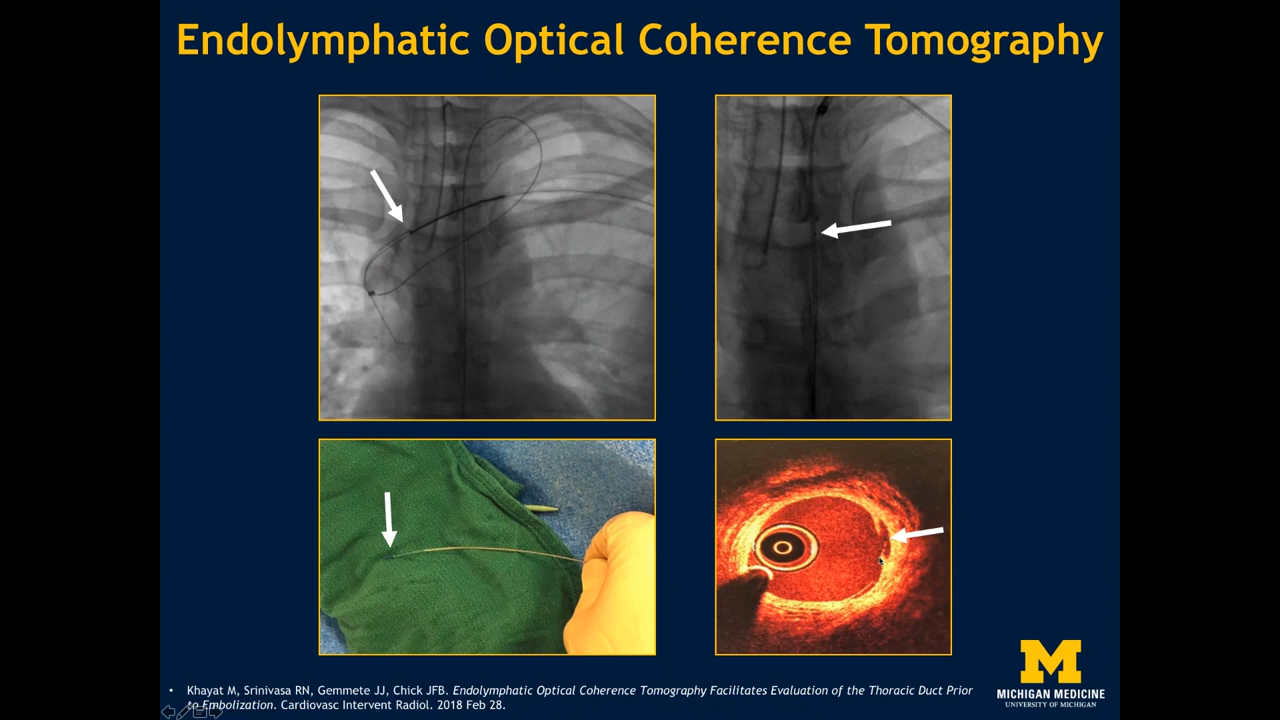 Endolymphatic Optical Coherence Tomography
• Khayat M, Srinivasa RN, Gemmete JJ, Chick JFB. Endolymphatic Optical Coherence Tomography Facilitates Evaluation of the Thoracic Duct Prior
to Embolization. Cardiovasc Intervent Radiol. 2018 Feb 28.
M
MICHIGAN MEDICINE
UNIVERSITY OF MICHIGAN